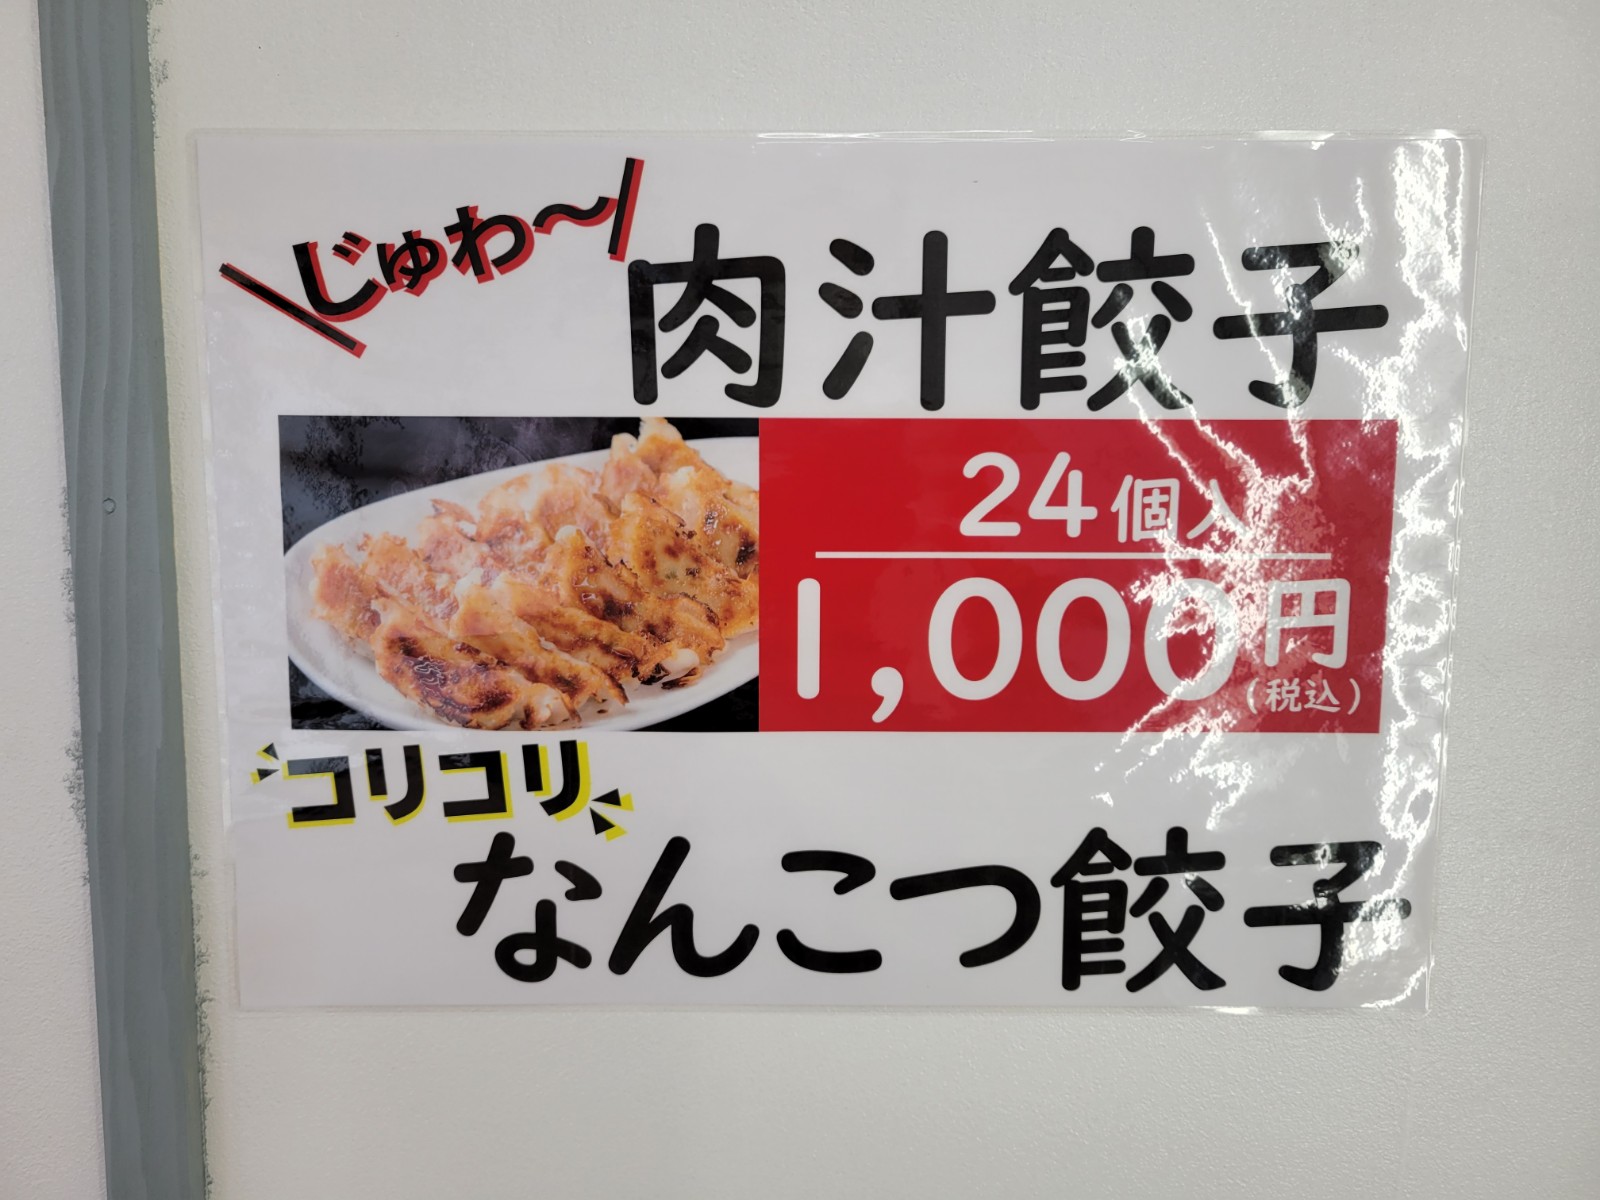 じゅわ〜
肉汁餃子
24個入
1,000円
(税込)
コリコリ
なんこつ餃子